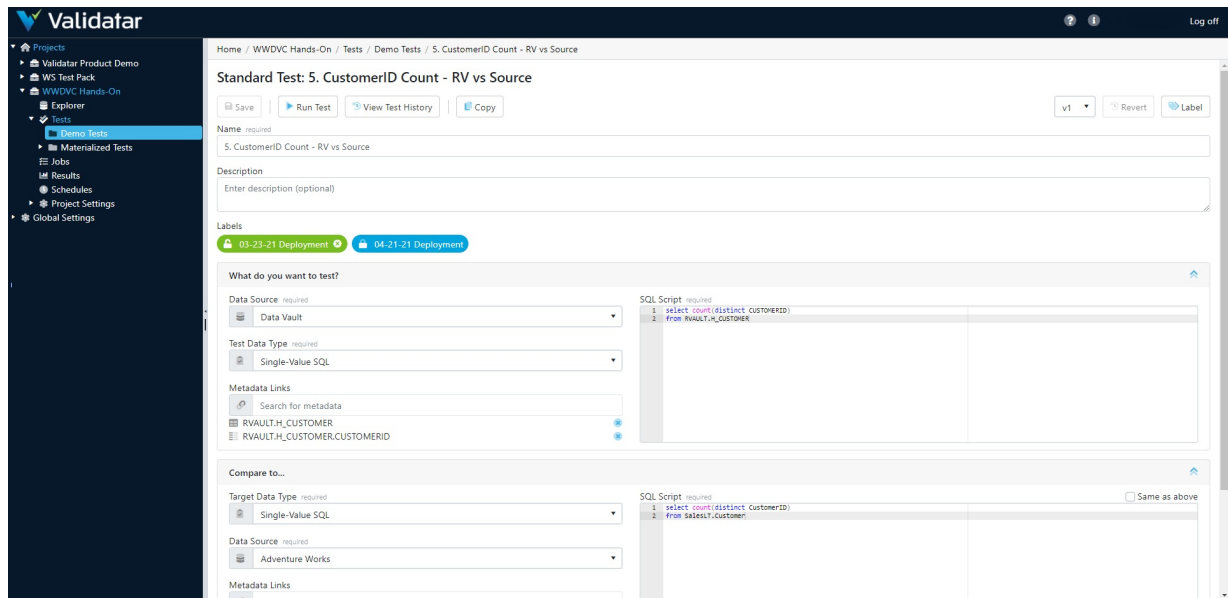 Validatar
Log off
Projects
Validatar Product Demo
WS Test Pack
WWDVC Hands-On
Explorer
Tests
Demo Tests
Materialized Tests
Jobs
Results
Schedules
Project Settings
Global Settings
Home / WWDVC Hands-On / Tests / Demo Tests / 5. CustomerID Count - RV vs Source
Standard Test: 5. CustomerID Count - RV vs Source
Save
Run Test
View Test History
Copy
v1
Revert
Label
Name required
5. CustomerID Count - RV vs Source
Description
Enter description (optional)
Labels
03-23-21 Deployment
04-21-21 Deployment
What do you want to test?
Data Source required
Data Vault
Test Data Type required
Single-Value SQL
Metadata Links
Search for metadata
RVAULT.H_CUSTOMER
RVAULT.H_CUSTOMER.CUSTOMERID
SQL Script required
1 select count(distinct CUSTOMERID)
2 from RVAULT.H_CUSTOMER
Compare to...
Target Data Type required
Single-Value SQL
Data Source required
Adventure Works
Metadata Links
SQL Script required
Same as above
1 select count(distinct CustomerID)
2 from SalesLT.Customer